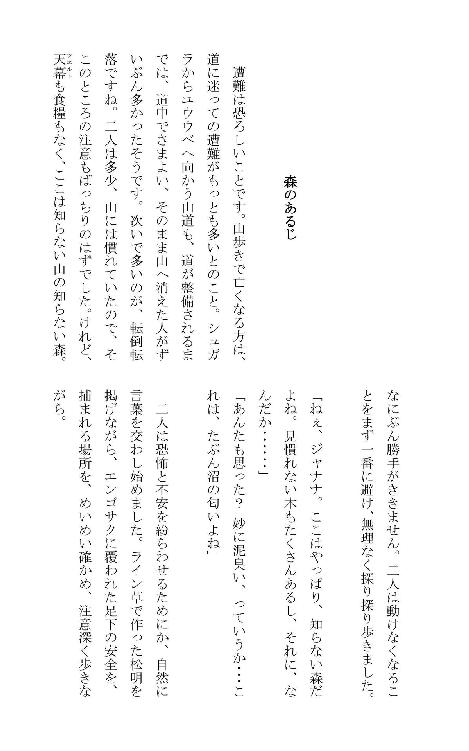 森のあるじ
遭難は恐ろしいことです。山歩きで亡くなる方は、
道に迷っての遭難がもっとも多いとのこと。シュガ
ラからエウウベへ向かう山道も、道が整備されるま
では、道中でさまよい、そのまま山へ消えた人がず
いぶん多かったそうです。次いで多いのが、転倒転
落ですね。二人は多少、山には慣れていたので、そ
このところの注意もばっちりのはずでした。けれど、
天幕も食糧もなく、ここは知らない山の知らない森。
なにぶん勝手がききません。二人は動けなくなるこ
とをまず一番に避け、無理なく探り探り歩きました。
「ねぇ、ジャナナ。ここはやっぱり、知らない森だ
よね。見慣れない木もたくさんあるし、それに、な
んだか・・・・・」
「あんたも思った？ 妙に泥臭い、っていうか・・・こ
れは、たぶん沼の匂いよね」
二人は恐怖と不安を紛らわせるためにか、自然に
言葉を交わし始めました。ライン草で作った松明を
掲げながら、エンゴサクに覆われた足下の安全を、
捕まれる場所を、めいめい確かめ、注意深く歩きな
がら。